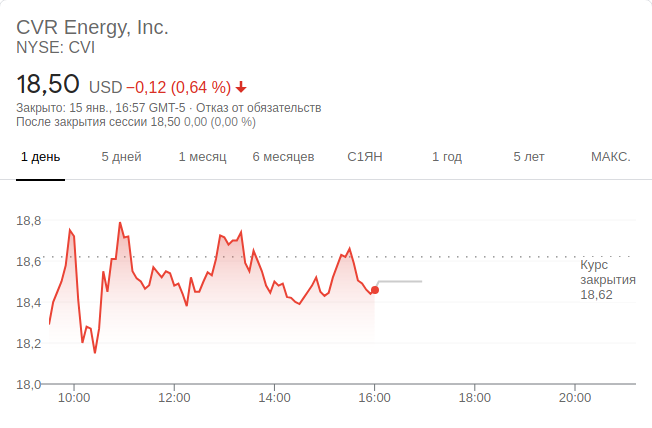 CVR Energy, Inc.
NYSE: CVI
18,50 USD −0,12 (0,64 %)
Закрыто: 15 янв., 16:57 GMT-5 · Отказ от обязательств
После закрытия сессии 18,50 0,00 (0,00 %)
1 день 5 дней 1 месяц 6 месяцев С1ЯН 1 год 5 лет МАКС.
18,8
18,6
Курс
закрытия
18,62
18,4
18,2
18,0
10:00 12:00 14:00 16:00 18:00 20:00